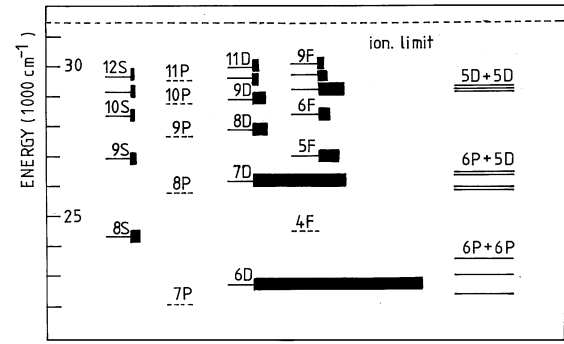 ion. limit
ENERGY (1000 cm⁻¹)
30
25
12S
10S
9S
8S
11P
10P
9P
8P
7P
11D
9D
8D
7D
6D
9F
6F
5F
4F
5D+5D
6P+5D
6P+6P